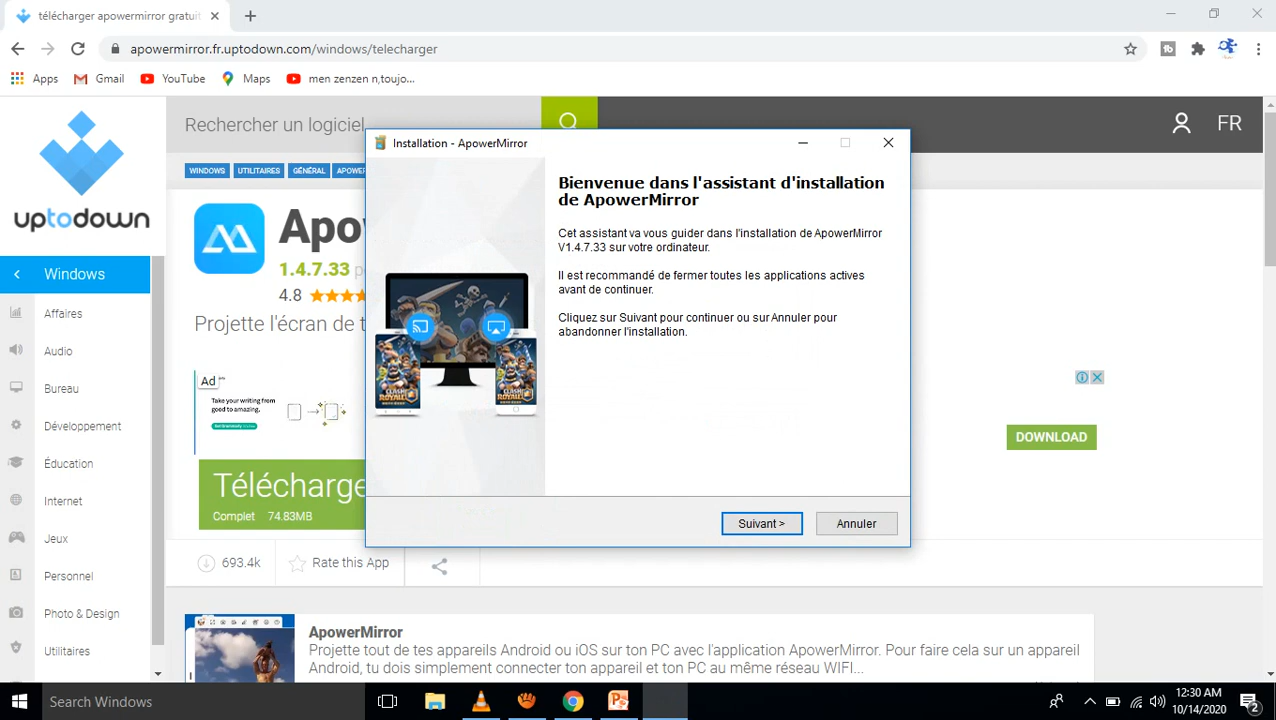 télécharger apowermirror gratuit
apowermirror.fr.uptodown.com/windows/telecharger
Apps Gmail YouTube Maps men zenzen n,toujo...
uptodown
Rechercher un logiciel
FR
WINDOWS UTILITAIRES GÉNÉRAL APOWER
Apo
1.4.7.33
4.8
Projette l'écran de t
Ad
Take your writing from
good to amazing.
Télécharge
Complet 74.83MB
DOWNLOAD
693.4k
Rate this App
Windows
Affaires
Audio
Bureau
Développement
Éducation
Internet
Jeux
Personnel
Photo & Design
Utilitaires
Installation - ApowerMirror
Bienvenue dans l'assistant d'installation
de ApowerMirror
Cet assistant va vous guider dans l'installation de ApowerMirror
V1.4.7.33 sur votre ordinateur.
Il est recommandé de fermer toutes les applications actives
avant de continuer.
Cliquez sur Suivant pour continuer ou sur Annuler pour
abandonner l'installation.
CLASH
ROYALE
CLASH
ROYALE
Suivant >
Annuler
ApowerMirror
Projette tout de tes appareils Android ou iOS sur ton PC avec l'application ApowerMirror. Pour faire cela sur un appareil
Android, tu dois simplement connecter ton appareil et ton PC au même réseau WIFI...
Search Windows
12:30 AM
10/14/2020
2